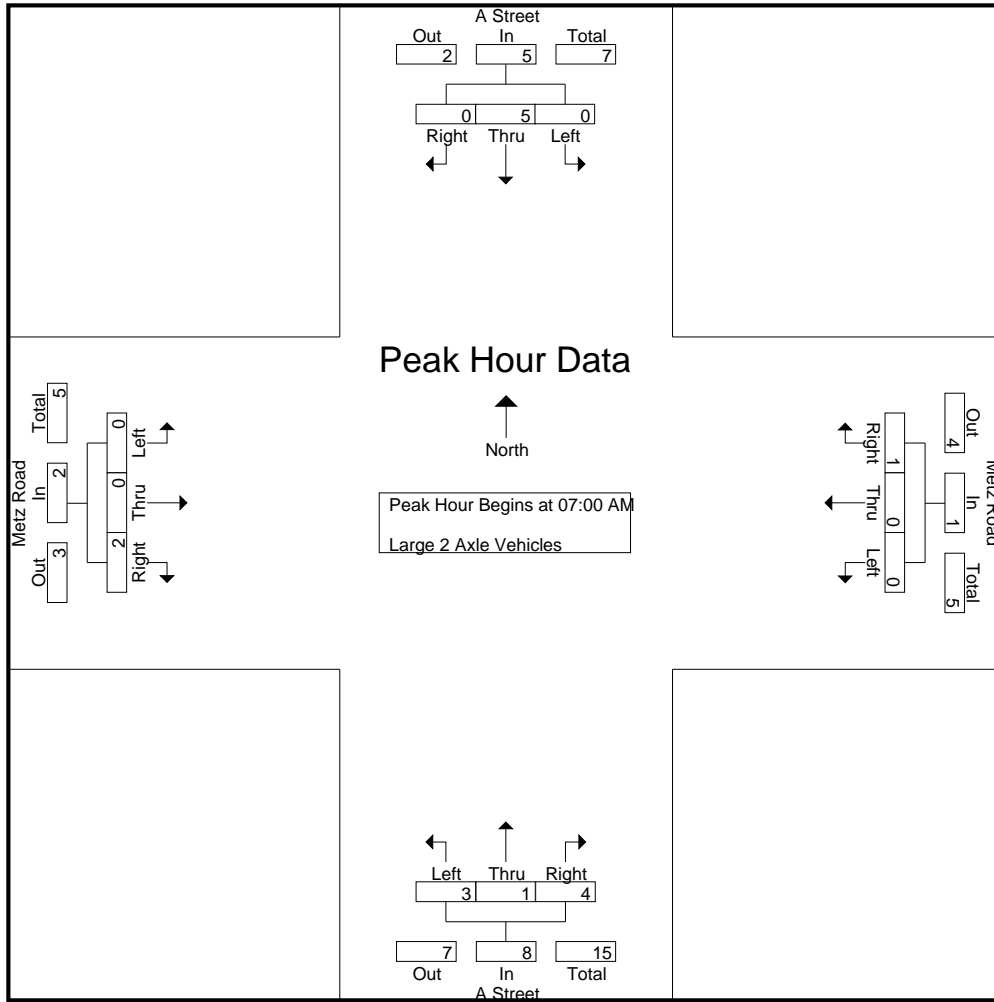 A Street
Out In Total
2 5 7
0 5 0
Right Thru Left
Peak Hour Data
North
Peak Hour Begins at 07:00 AM
Large 2 Axle Vehicles
Metz Road
Out In Total
3 2 5
Left Thru Right
0 0 2
Metz Road
Out In Total
4 1 5
Right Thru Left
1 0 0
Left Thru Right
3 1 4
7 8 15
Out In Total
A Street